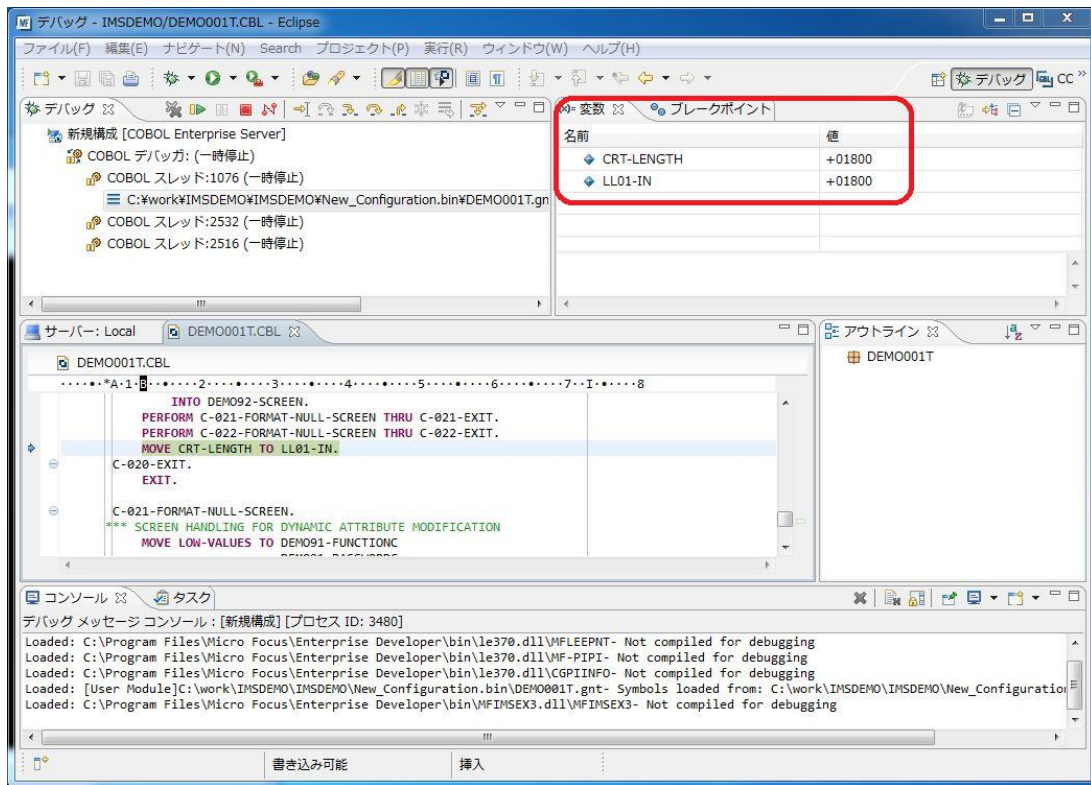 デバッグ - IMSDEMO/DEMO001T.CBL - Eclipse
ファイル(F) 編集(E) ナビゲート(N) Search プロジェクト(P) 実行(R) ウィンドウ(W) ヘルプ(H)
デバッグ CC
デバッグ
新規構成 [COBOL Enterprise Server]
COBOL デバッガ: (一時停止)
COBOL スレッド:1076 (一時停止)
C:¥work¥IMSDEMO¥IMSDEMO¥New_Configuration.bin¥DEMO001T.gn
COBOL スレッド:2532 (一時停止)
COBOL スレッド:2516 (一時停止)
(x)= 変数 ブレークポイント
名前 値
CRT-LENGTH +01800
LL01-IN +01800
サーバー: Local DEMO001T.CBL
DEMO001T.CBL
····•·*A·1·B··•····2····•····3····•····4····•····5····•····6····•····7··I·•····8
INTO DEMO92-SCREEN.
PERFORM C-021-FORMAT-NULL-SCREEN THRU C-021-EXIT.
PERFORM C-022-FORMAT-NULL-SCREEN THRU C-022-EXIT.
MOVE CRT-LENGTH TO LL01-IN.
C-020-EXIT.
EXIT.
C-021-FORMAT-NULL-SCREEN.
*** SCREEN HANDLING FOR DYNAMIC ATTRIBUTE MODIFICATION
MOVE LOW-VALUES TO DEMO91-FUNCTIONC
アウトライン
DEMO001T
コンソール タスク
デバッグ メッセージ コンソール : [新規構成] [プロセス ID: 3480]
Loaded: C:\Program Files\Micro Focus\Enterprise Developer\bin\le370.dll\MFLEEPNT- Not compiled for debugging
Loaded: C:\Program Files\Micro Focus\Enterprise Developer\bin\le370.dll\MF-PIPI- Not compiled for debugging
Loaded: C:\Program Files\Micro Focus\Enterprise Developer\bin\le370.dll\CGPIINFO- Not compiled for debugging
Loaded: [User Module]C:\work\IMSDEMO\IMSDEMO\New_Configuration.bin\DEMO001T.gnt- Symbols loaded from: C:\work\IMSDEMO\IMSDEMO\New_Configuration
Loaded: C:\Program Files\Micro Focus\Enterprise Developer\bin\MFIMSEX3.dll\MFIMSEX3- Not compiled for debugging
書き込み可能 挿入